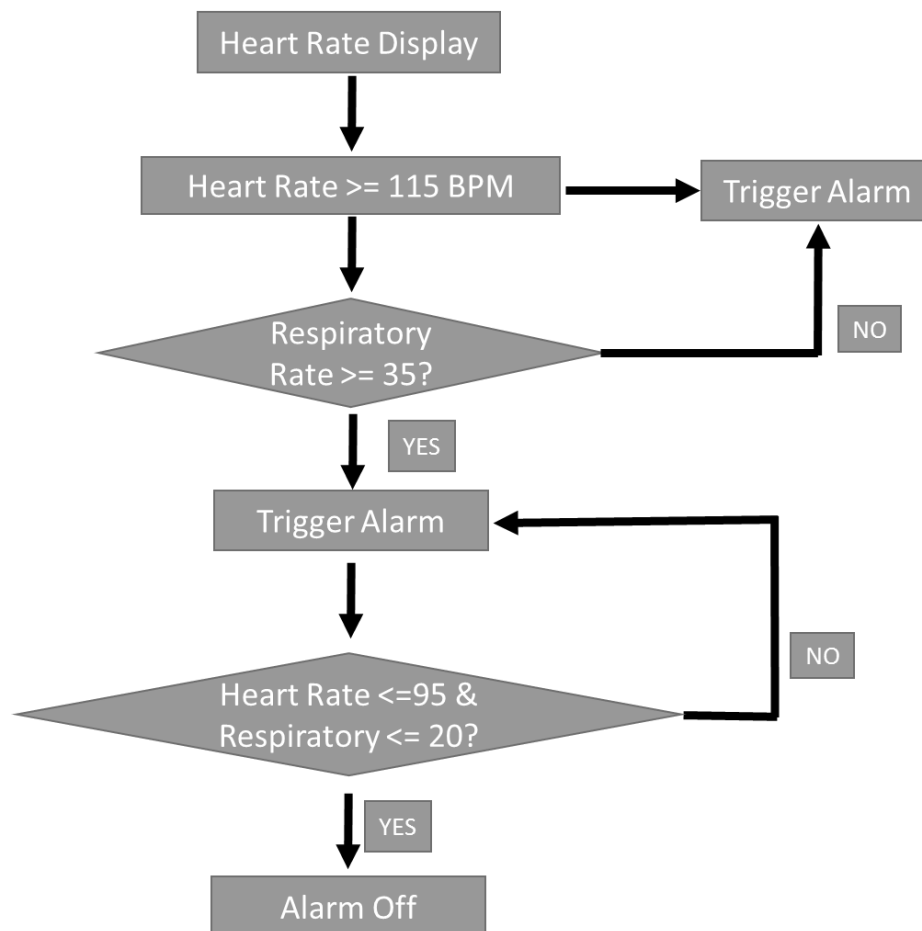 Heart Rate Display
Heart Rate >= 115 BPM
Trigger Alarm
Respiratory
Rate >= 35?
NO
YES
Trigger Alarm
NO
Heart Rate <=95 &
Respiratory <= 20?
YES
Alarm Off